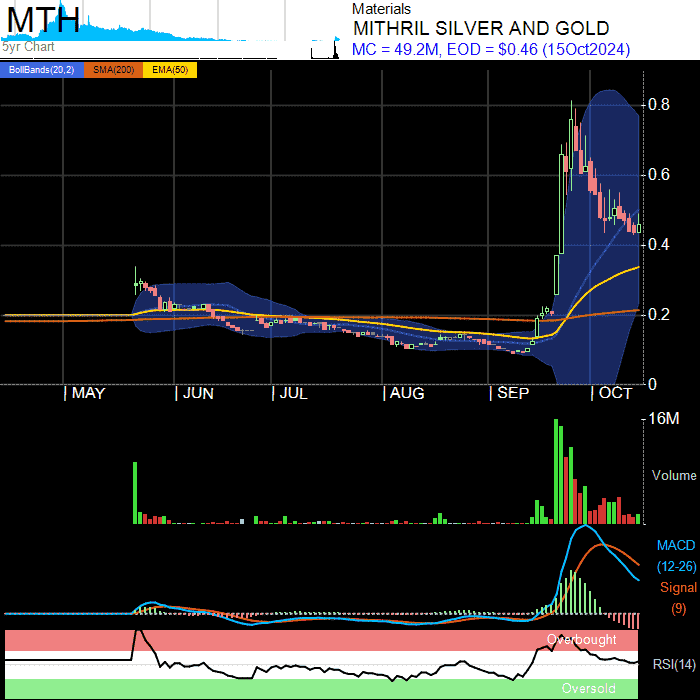 MTH
5yr Chart
Materials
MITHRIL SILVER AND GOLD
MC = 49.2M, EOD = $0.46 (15Oct2024)
BollBands(20,2) SMA(200) EMA(50)
0.8
0.6
0.4
0.2
0
MAY JUN JUL AUG SEP OCT
16M
Volume
MACD
(12-26)
Signal
(9)
Overbought
RSI(14)
Oversold